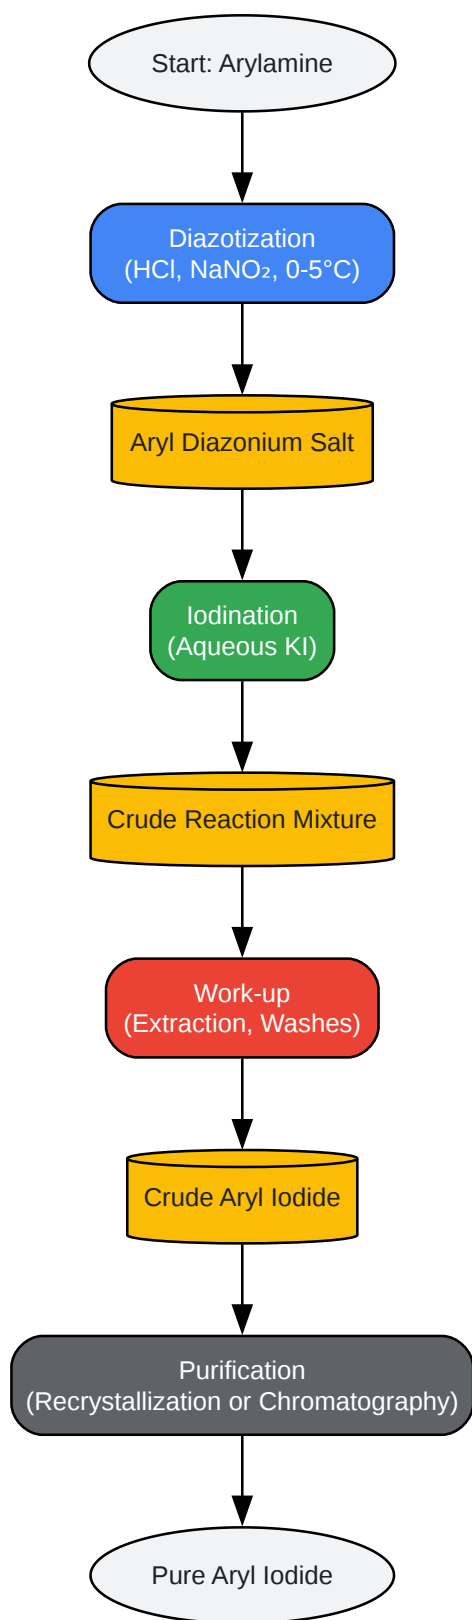 Start: Arylamine
Diazotization
(HCl, NaNO₂, 0-5°C)
Aryl Diazonium Salt
Iodination
(Aqueous KI)
Crude Reaction Mixture
Work-up
(Extraction, Washes)
Crude Aryl Iodide
Purification
(Recrystallization or Chromatography)
Pure Aryl Iodide